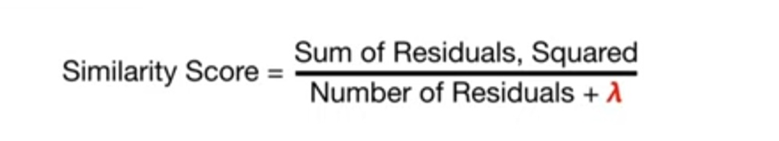 Similarity Score = Sum of Residuals, Squared
Number of Residuals + λ